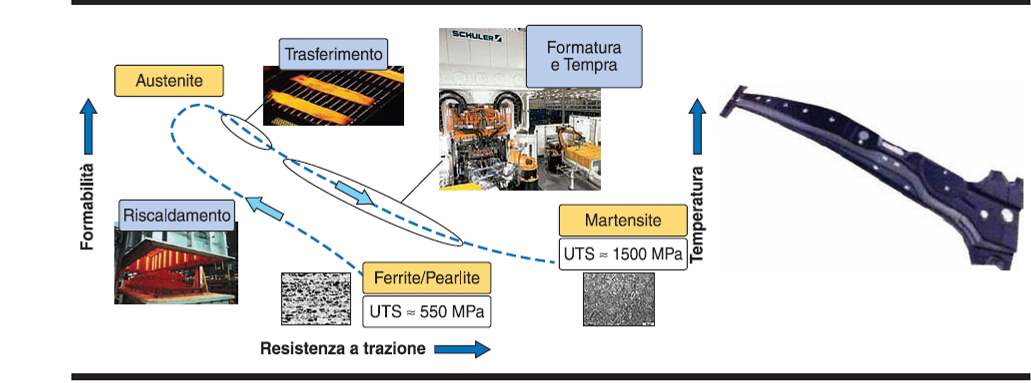 SCHULER
Formatura
e Tempra
Trasferimento
Austenite
Formabilità
Temperatura
Riscaldamento
Martensite
UTS ≈ 1500 MPa
Ferrite/Pearlite
UTS ≈ 550 MPa
Resistenza a trazione